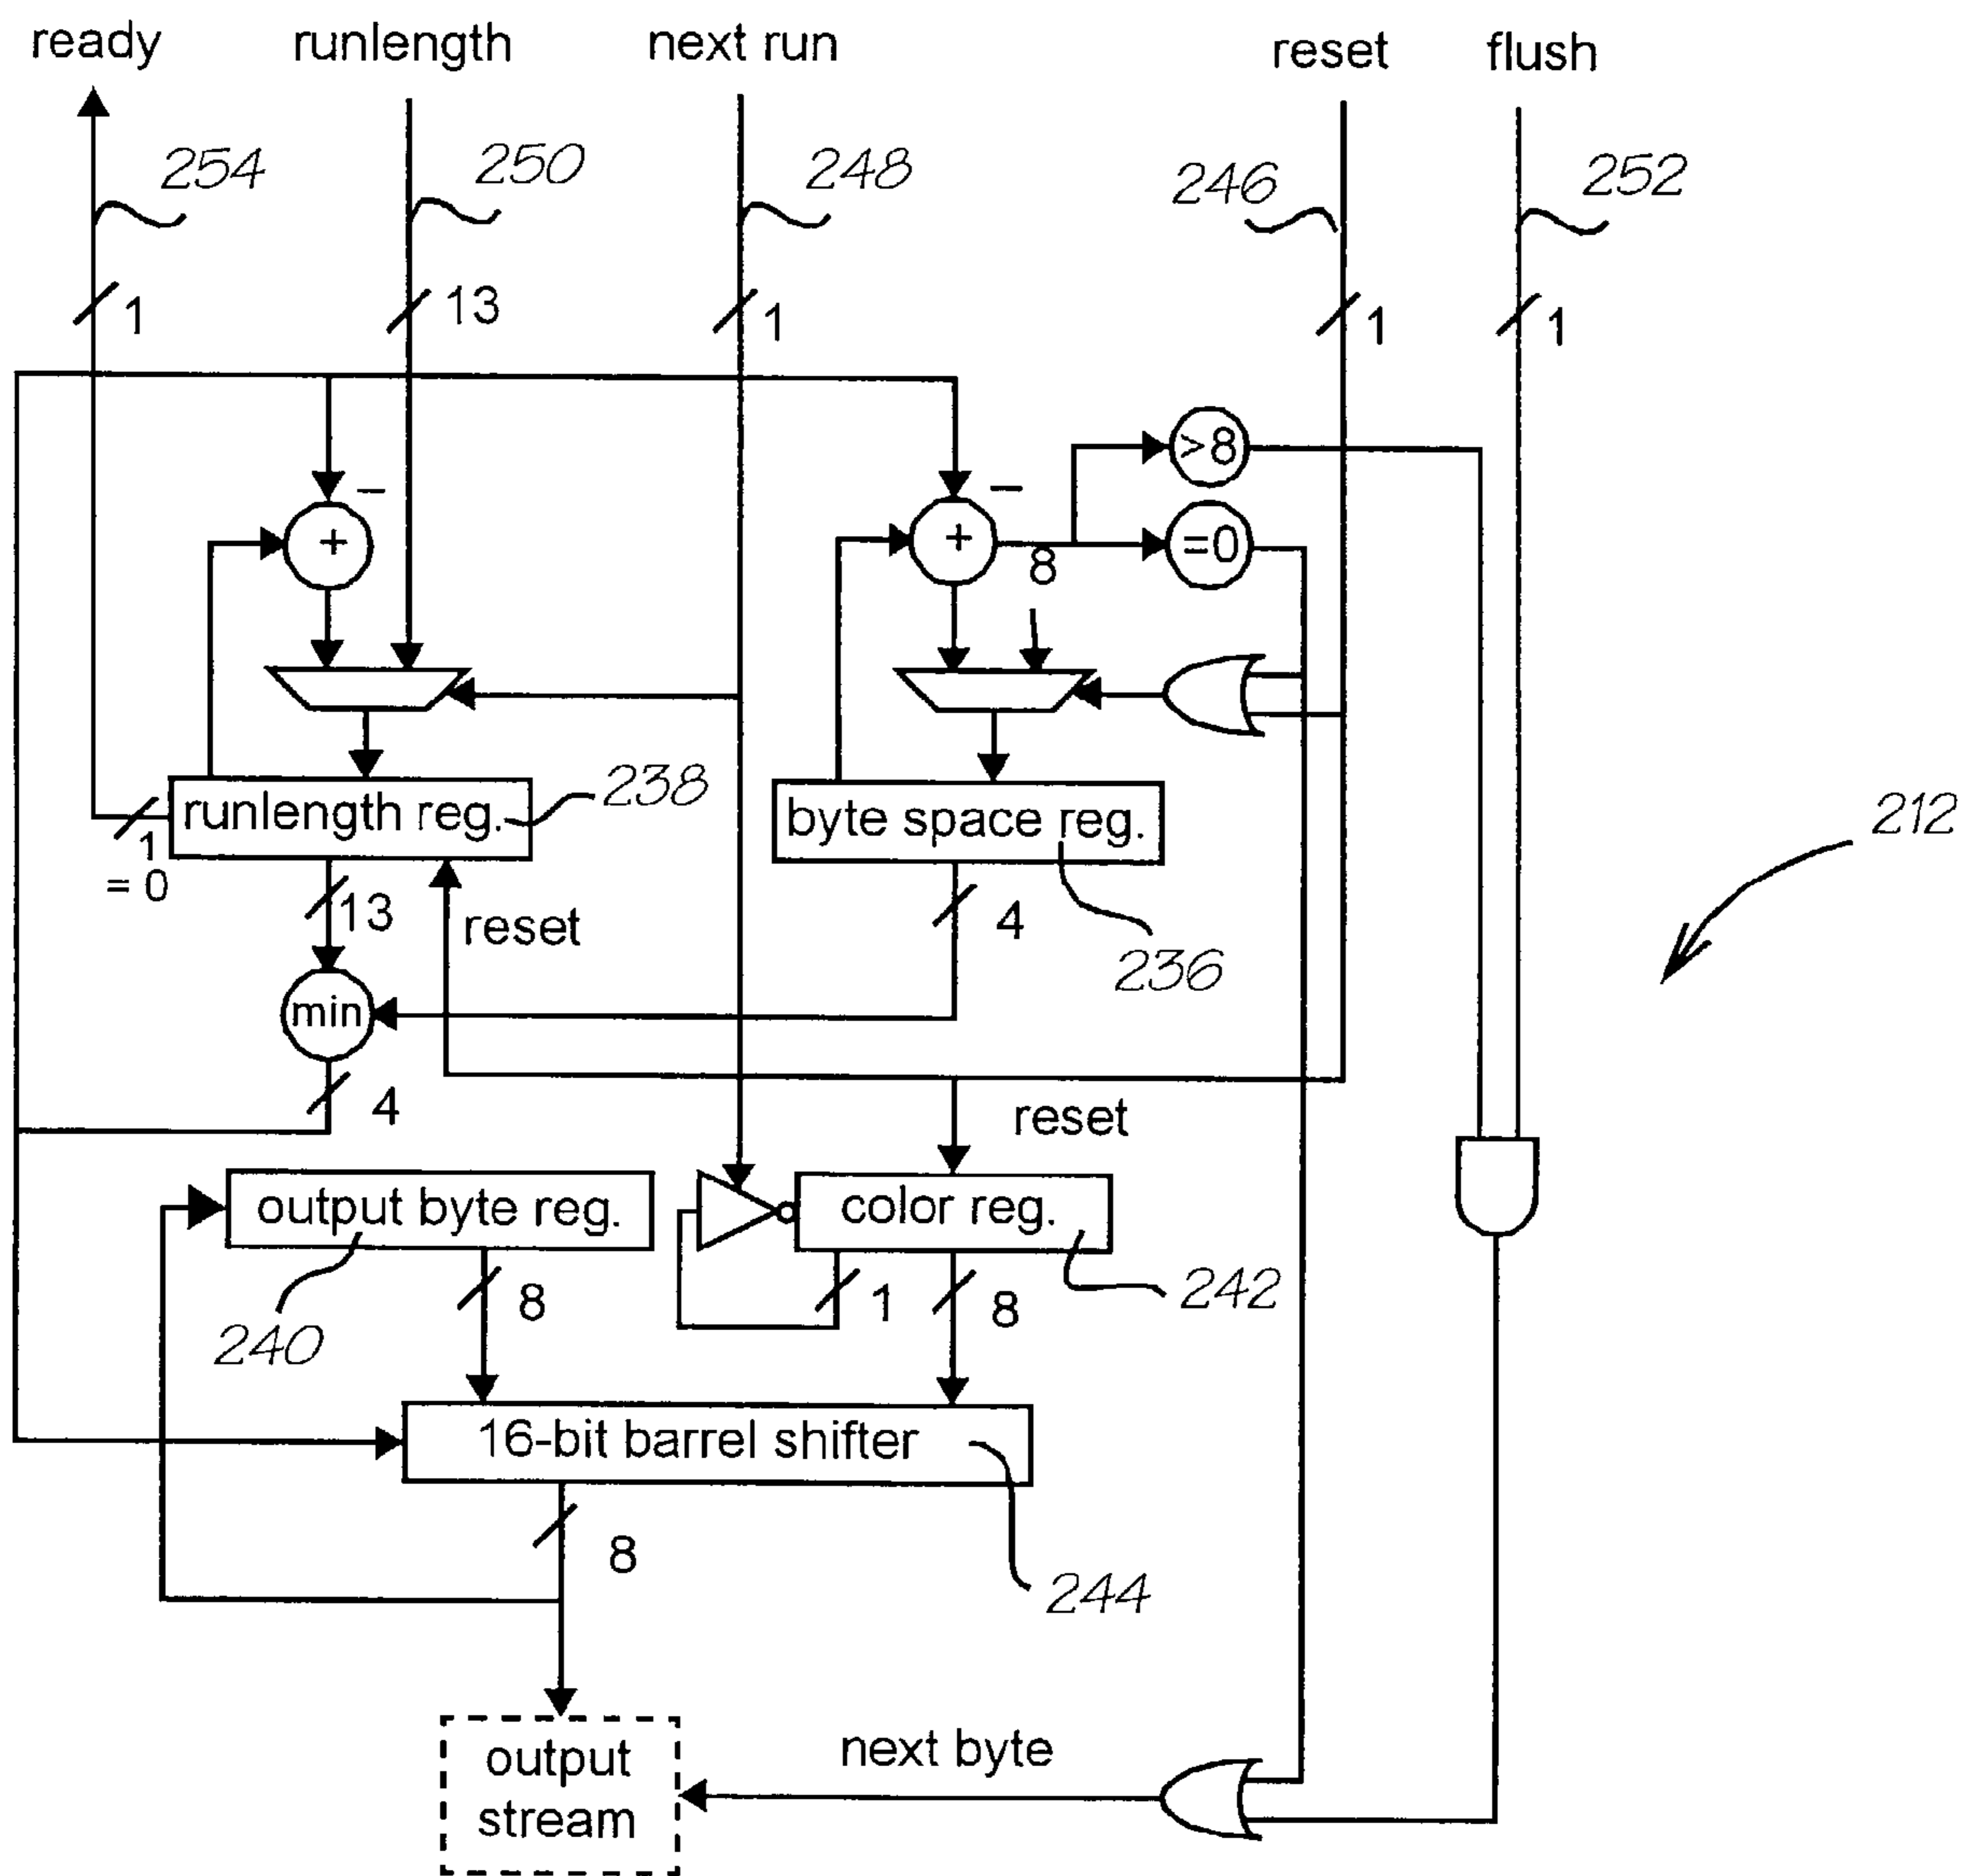 ready runlength next run reset flush
254 250 248 246 252
1 13 1 1 1
>8
− −
+ + =0
8
runlength reg. 238 byte space reg. 212
1
= 0 13 reset 4
236
min
4 reset
output byte reg. color reg.
8 1 8 242
240
16-bit barrel shifter
8
244
next byte
output
stream